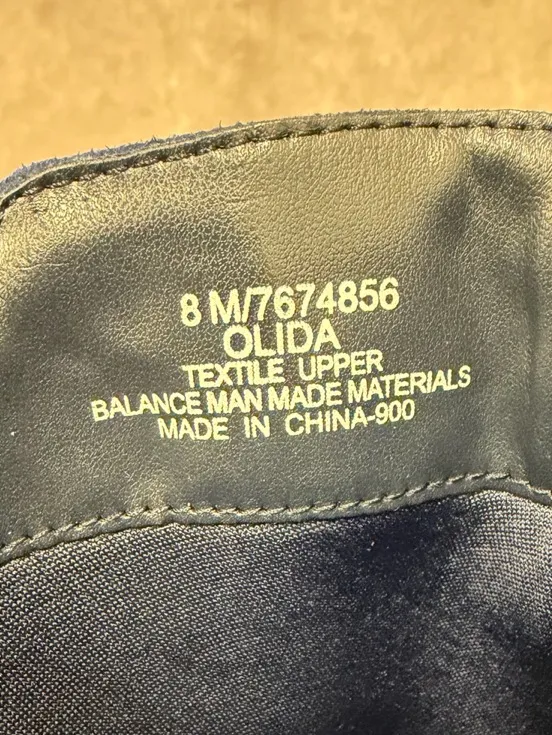 8 M/7674856
OLIDA
TEXTILE UPPER
BALANCE MAN MADE MATERIALS
MADE IN CHINA-900